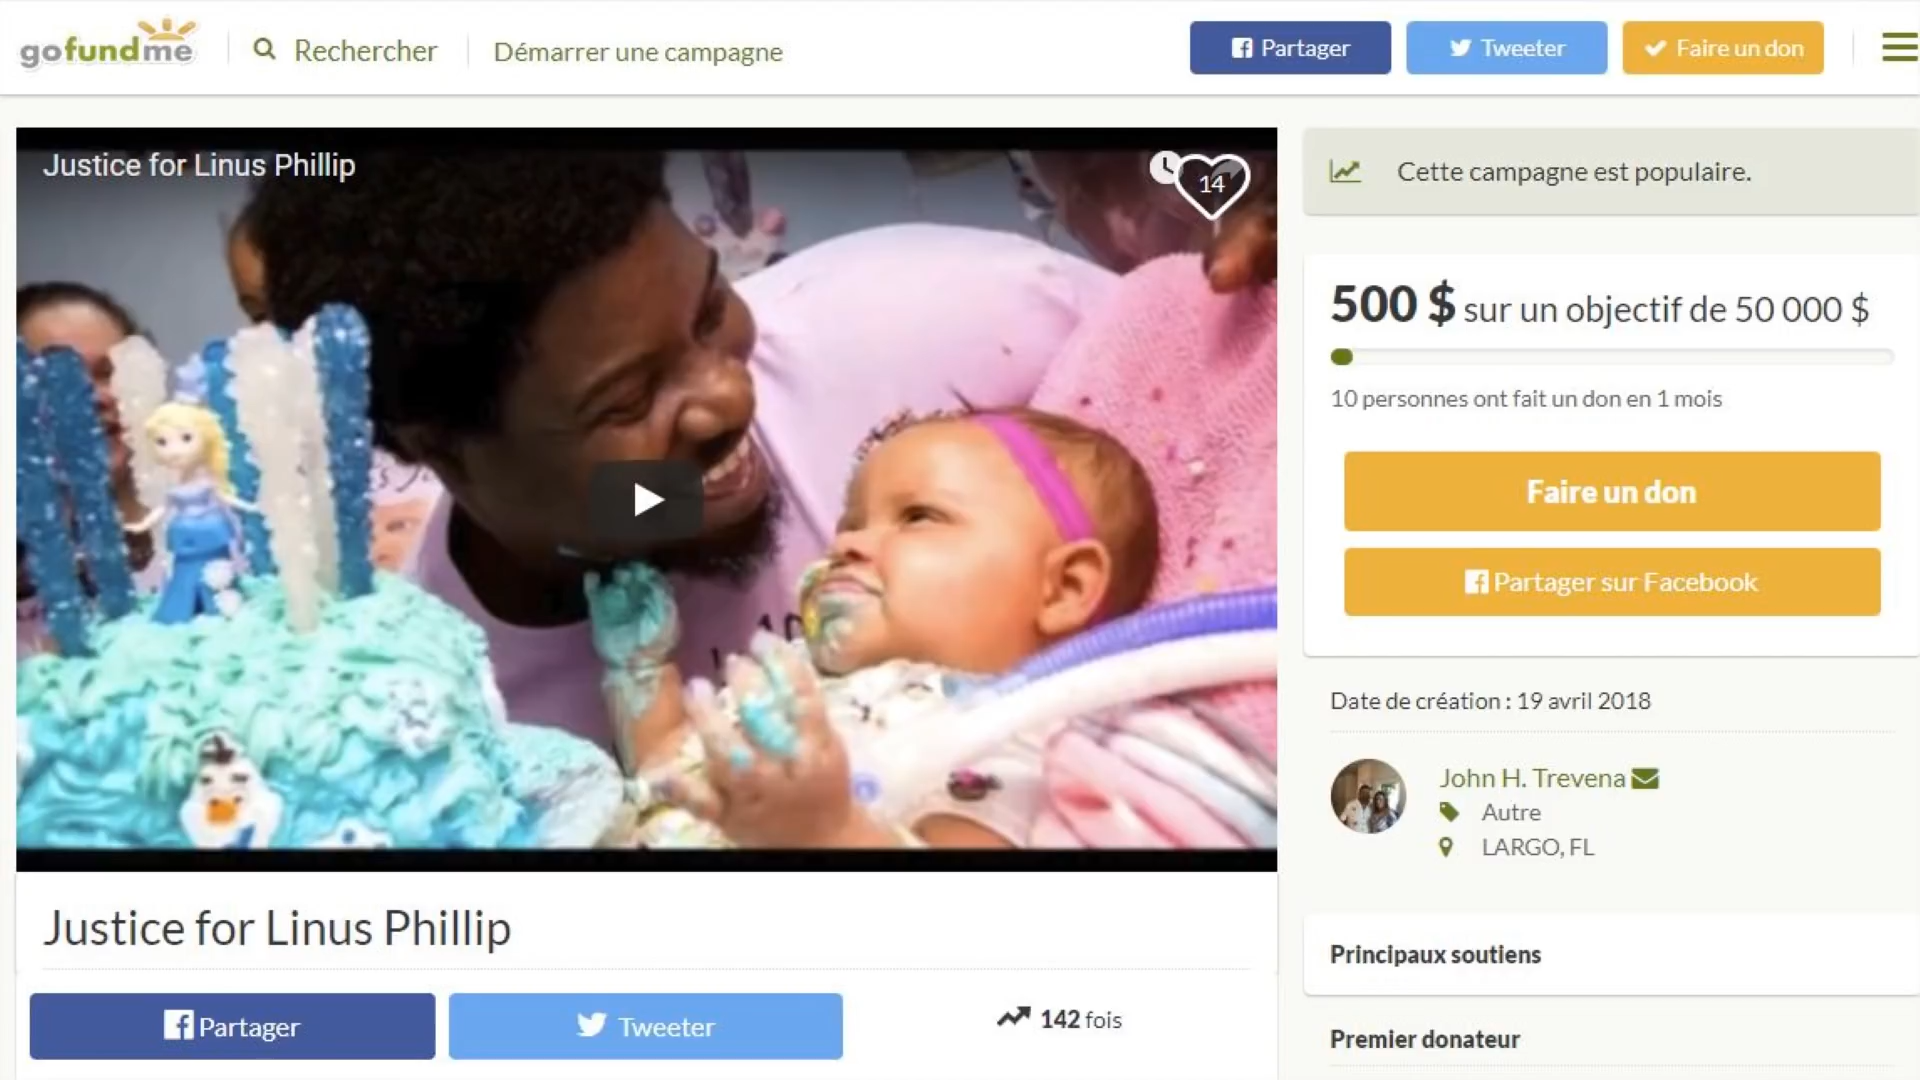 gofundme
Rechercher
Démarrer une campagne
Partager
Tweeter
Faire un don
Justice for Linus Phillip
14
Cette campagne est populaire.
500 $ sur un objectif de 50 000 $
10 personnes ont fait un don en 1 mois
Faire un don
Partager sur Facebook
Date de création : 19 avril 2018
John H. Trevena
Autre
LARGO, FL
Justice for Linus Phillip
Partager
Tweeter
142 fois
Principaux soutiens
Premier donateur